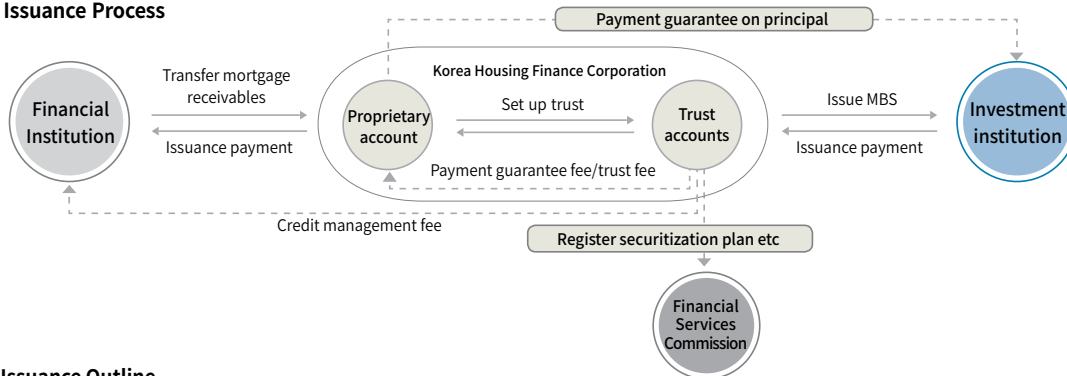 Issuance Process
Payment guarantee on principal
Korea Housing Finance Corporation
Financial
Institution
Transfer mortgage
receivables
Issuance payment
Proprietary
account
Set up trust
Trust
accounts
Payment guarantee fee/trust fee
Issue MBS
Issuance payment
Investment
institution
Credit management fee
Register securitization plan etc
Financial
Services
Commission
Issuance Outline